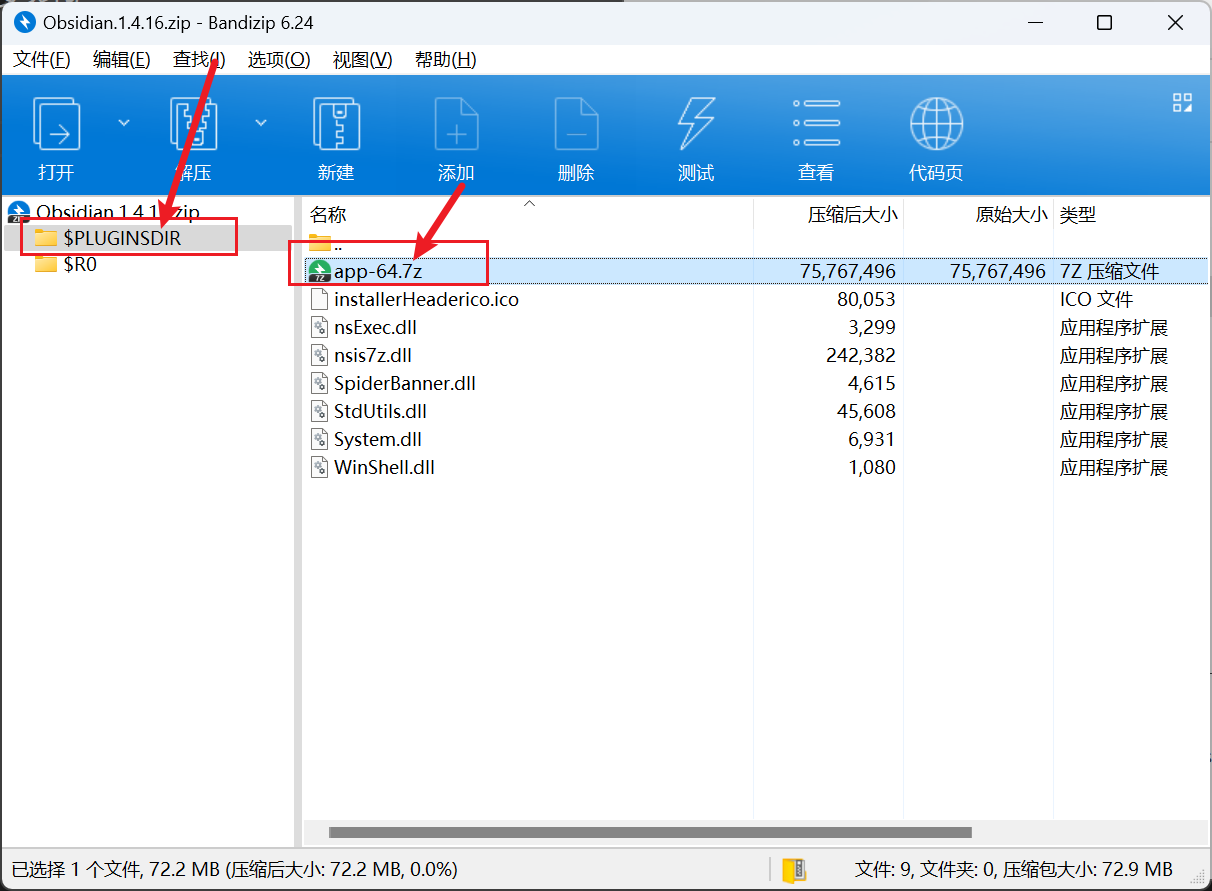 Obsidian.1.4.16.zip - Bandizip 6.24
文件(F) 编辑(E) 查找(I) 选项(O) 视图(V) 帮助(H)
打开 解压 新建 添加 删除 测试 查看 代码页
Obsidian.1.4.16.zip
$PLUGINSDIR
$R0
名称 压缩后大小 原始大小 类型
..
app-64.7z 75,767,496 75,767,496 7Z 压缩文件
installerHeaderico.ico 80,053 ICO 文件
nsExec.dll 3,299 应用程序扩展
nsis7z.dll 242,382 应用程序扩展
SpiderBanner.dll 4,615 应用程序扩展
StdUtils.dll 45,608 应用程序扩展
System.dll 6,931 应用程序扩展
WinShell.dll 1,080 应用程序扩展
已选择 1 个文件, 72.2 MB (压缩后大小: 72.2 MB, 0.0%) 文件: 9, 文件夹: 0, 压缩包大小: 72.9 MB